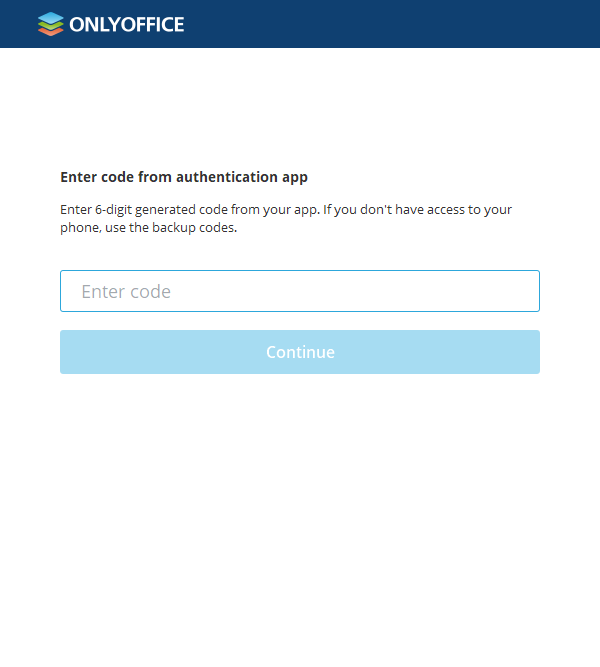 ONLYOFFICE
Enter code from authentication app
Enter 6-digit generated code from your app. If you don't have access to your
phone, use the backup codes.
Enter code
Continue